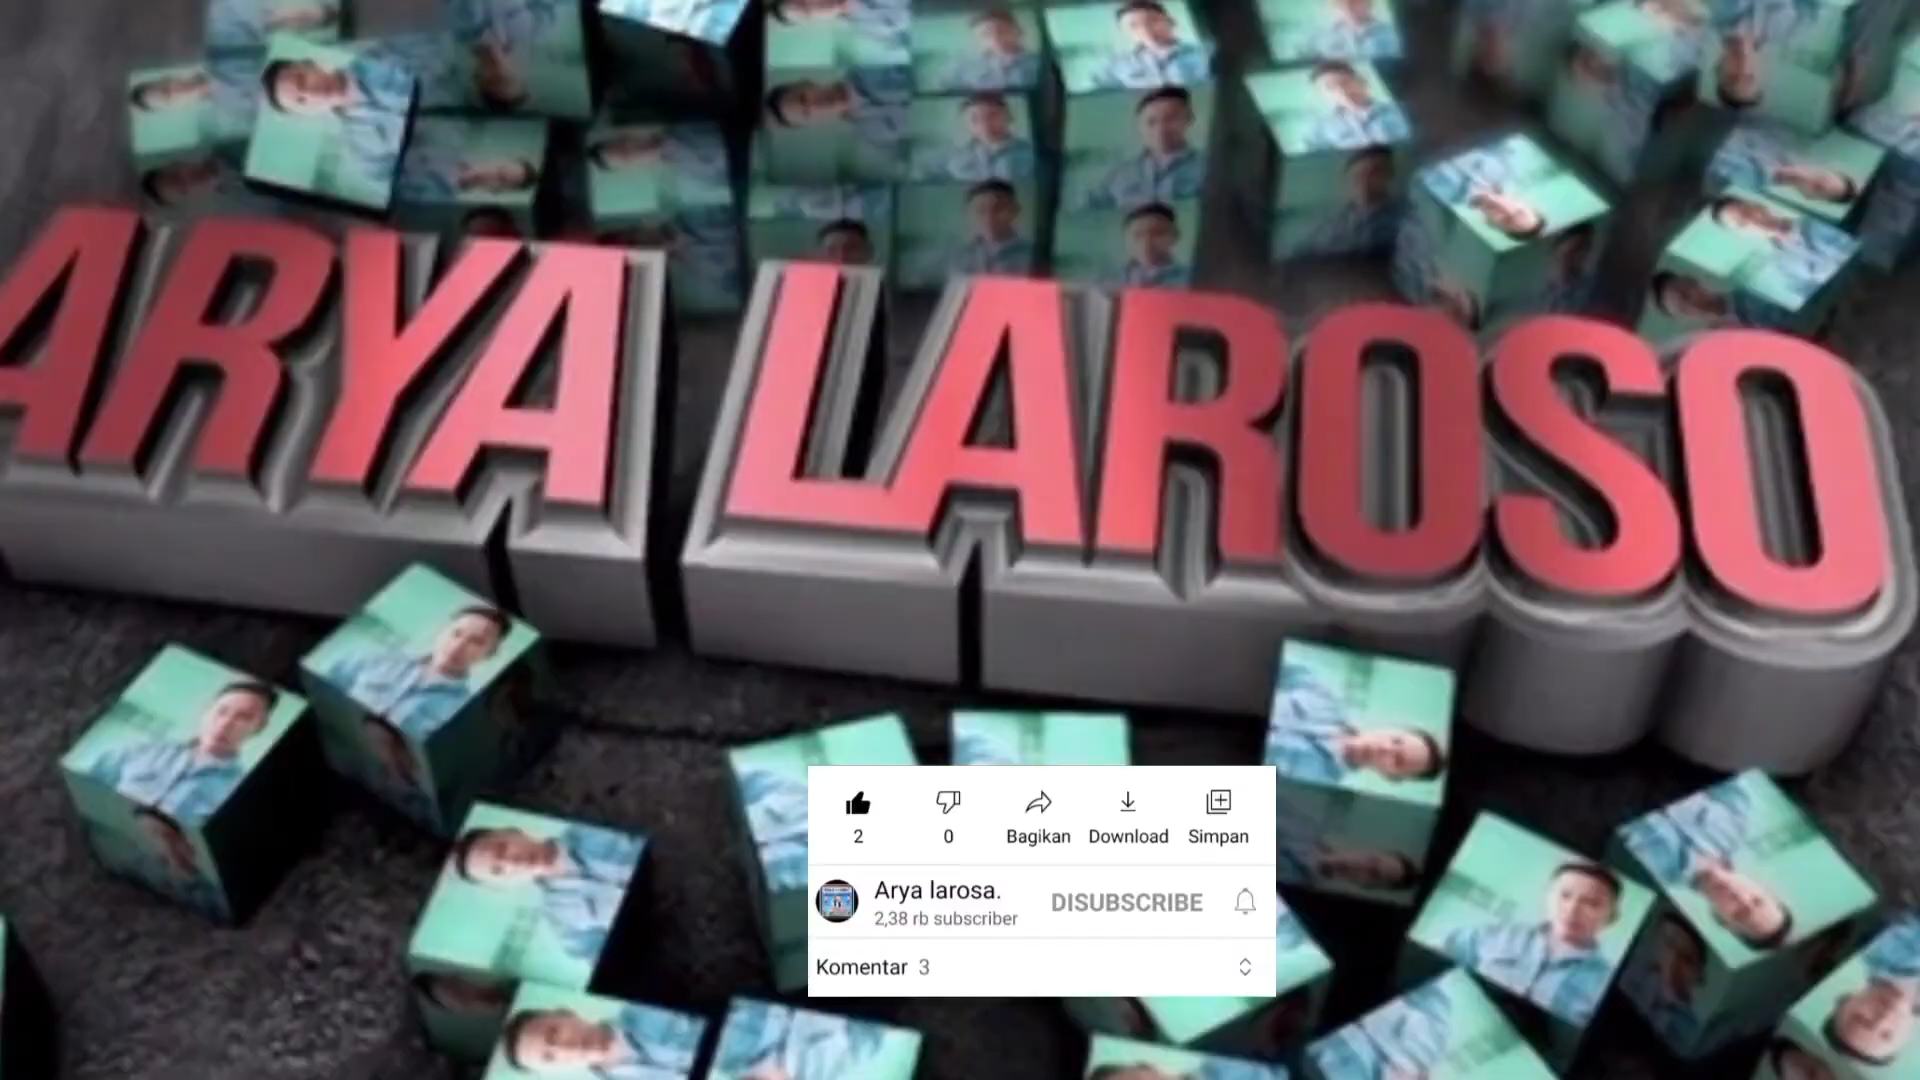 ARYA LAROSO
2 0 Bagikan Download Simpan
Arya larosa. DISUBSCRIBE
2,38 rb subscriber
Komentar 3